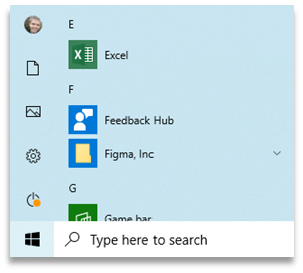 E
Excel
F
Feedback Hub
Figma, Inc
G
Game bar
Type here to search